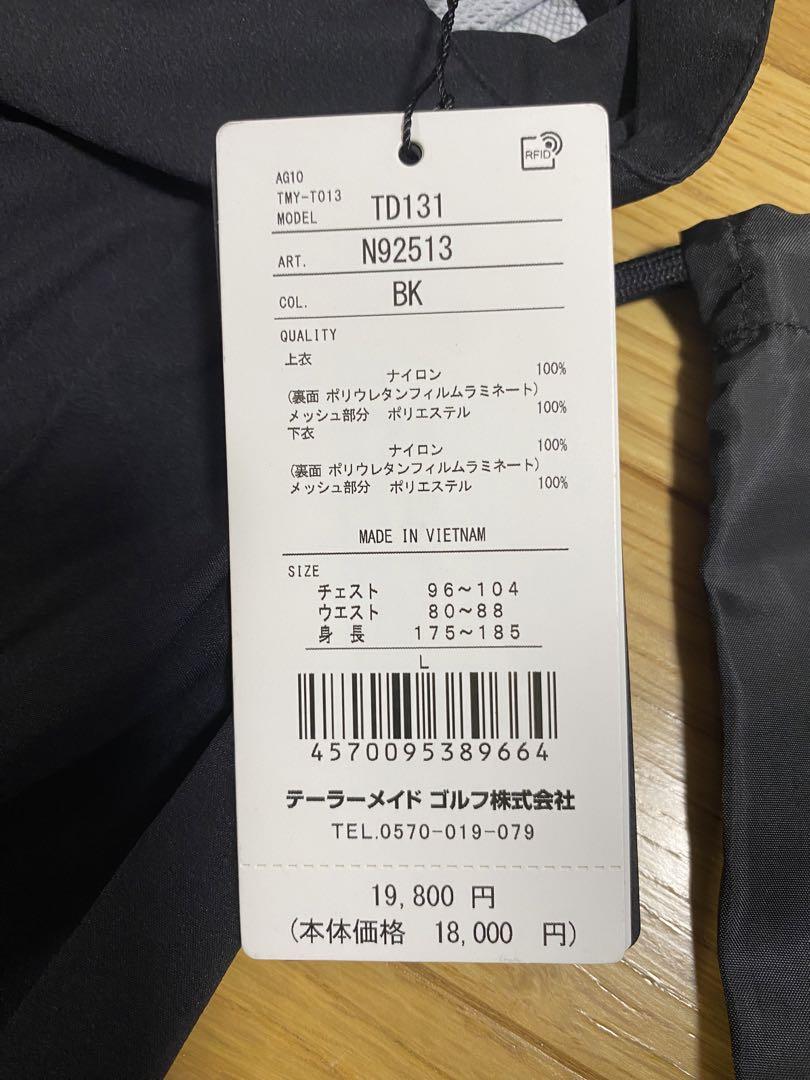 RFID
AG10
TMY-T013
MODEL TD131
ART. N92513
COL. BK
QUALITY
上衣
ナイロン 100%
(裏面 ポリウレタンフィルムラミネート)
メッシュ部分 ポリエステル 100%
下衣
ナイロン 100%
(裏面 ポリウレタンフィルムラミネート)
メッシュ部分 ポリエステル 100%
MADE IN VIETNAM
SIZE
チェスト 96～104
ウエスト 80～88
身 長 175～185
L
4570095389664
テーラーメイド ゴルフ株式会社
TEL.0570-019-079
19,800 円
(本体価格 18,000 円)